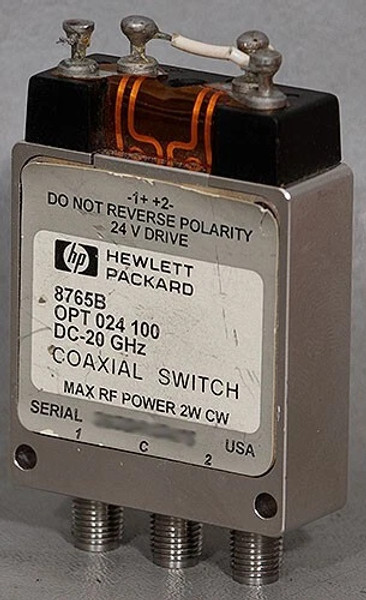 -1+ +2-
DO NOT REVERSE POLARITY
24 V DRIVE
hp HEWLETT
PACKARD
8765B
OPT 024 100
DC-20 GHz
COAXIAL SWITCH
MAX RF POWER 2W CW
SERIAL USA
1 C 2